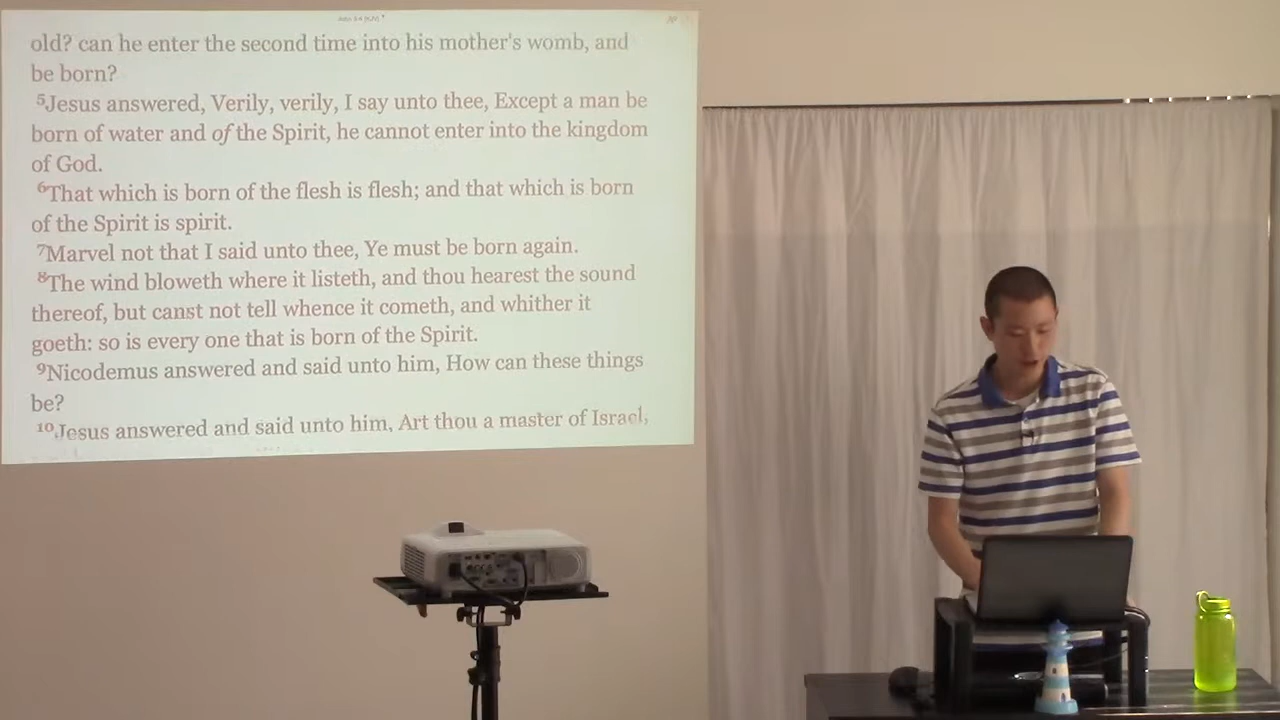 old? can he enter the second time into his mother's womb, and
be born?
5Jesus answered, Verily, verily, I say unto thee, Except a man be
born of water and of the Spirit, he cannot enter into the kingdom
of God.
6That which is born of the flesh is flesh; and that which is born
of the Spirit is spirit.
7Marvel not that I said unto thee, Ye must be born again.
8The wind bloweth where it listeth, and thou hearest the sound
thereof, but canst not tell whence it cometh, and whither it
goeth: so is every one that is born of the Spirit.
9Nicodemus answered and said unto him, How can these things
be?
10Jesus answered and said unto him, Art thou a master of Israel,